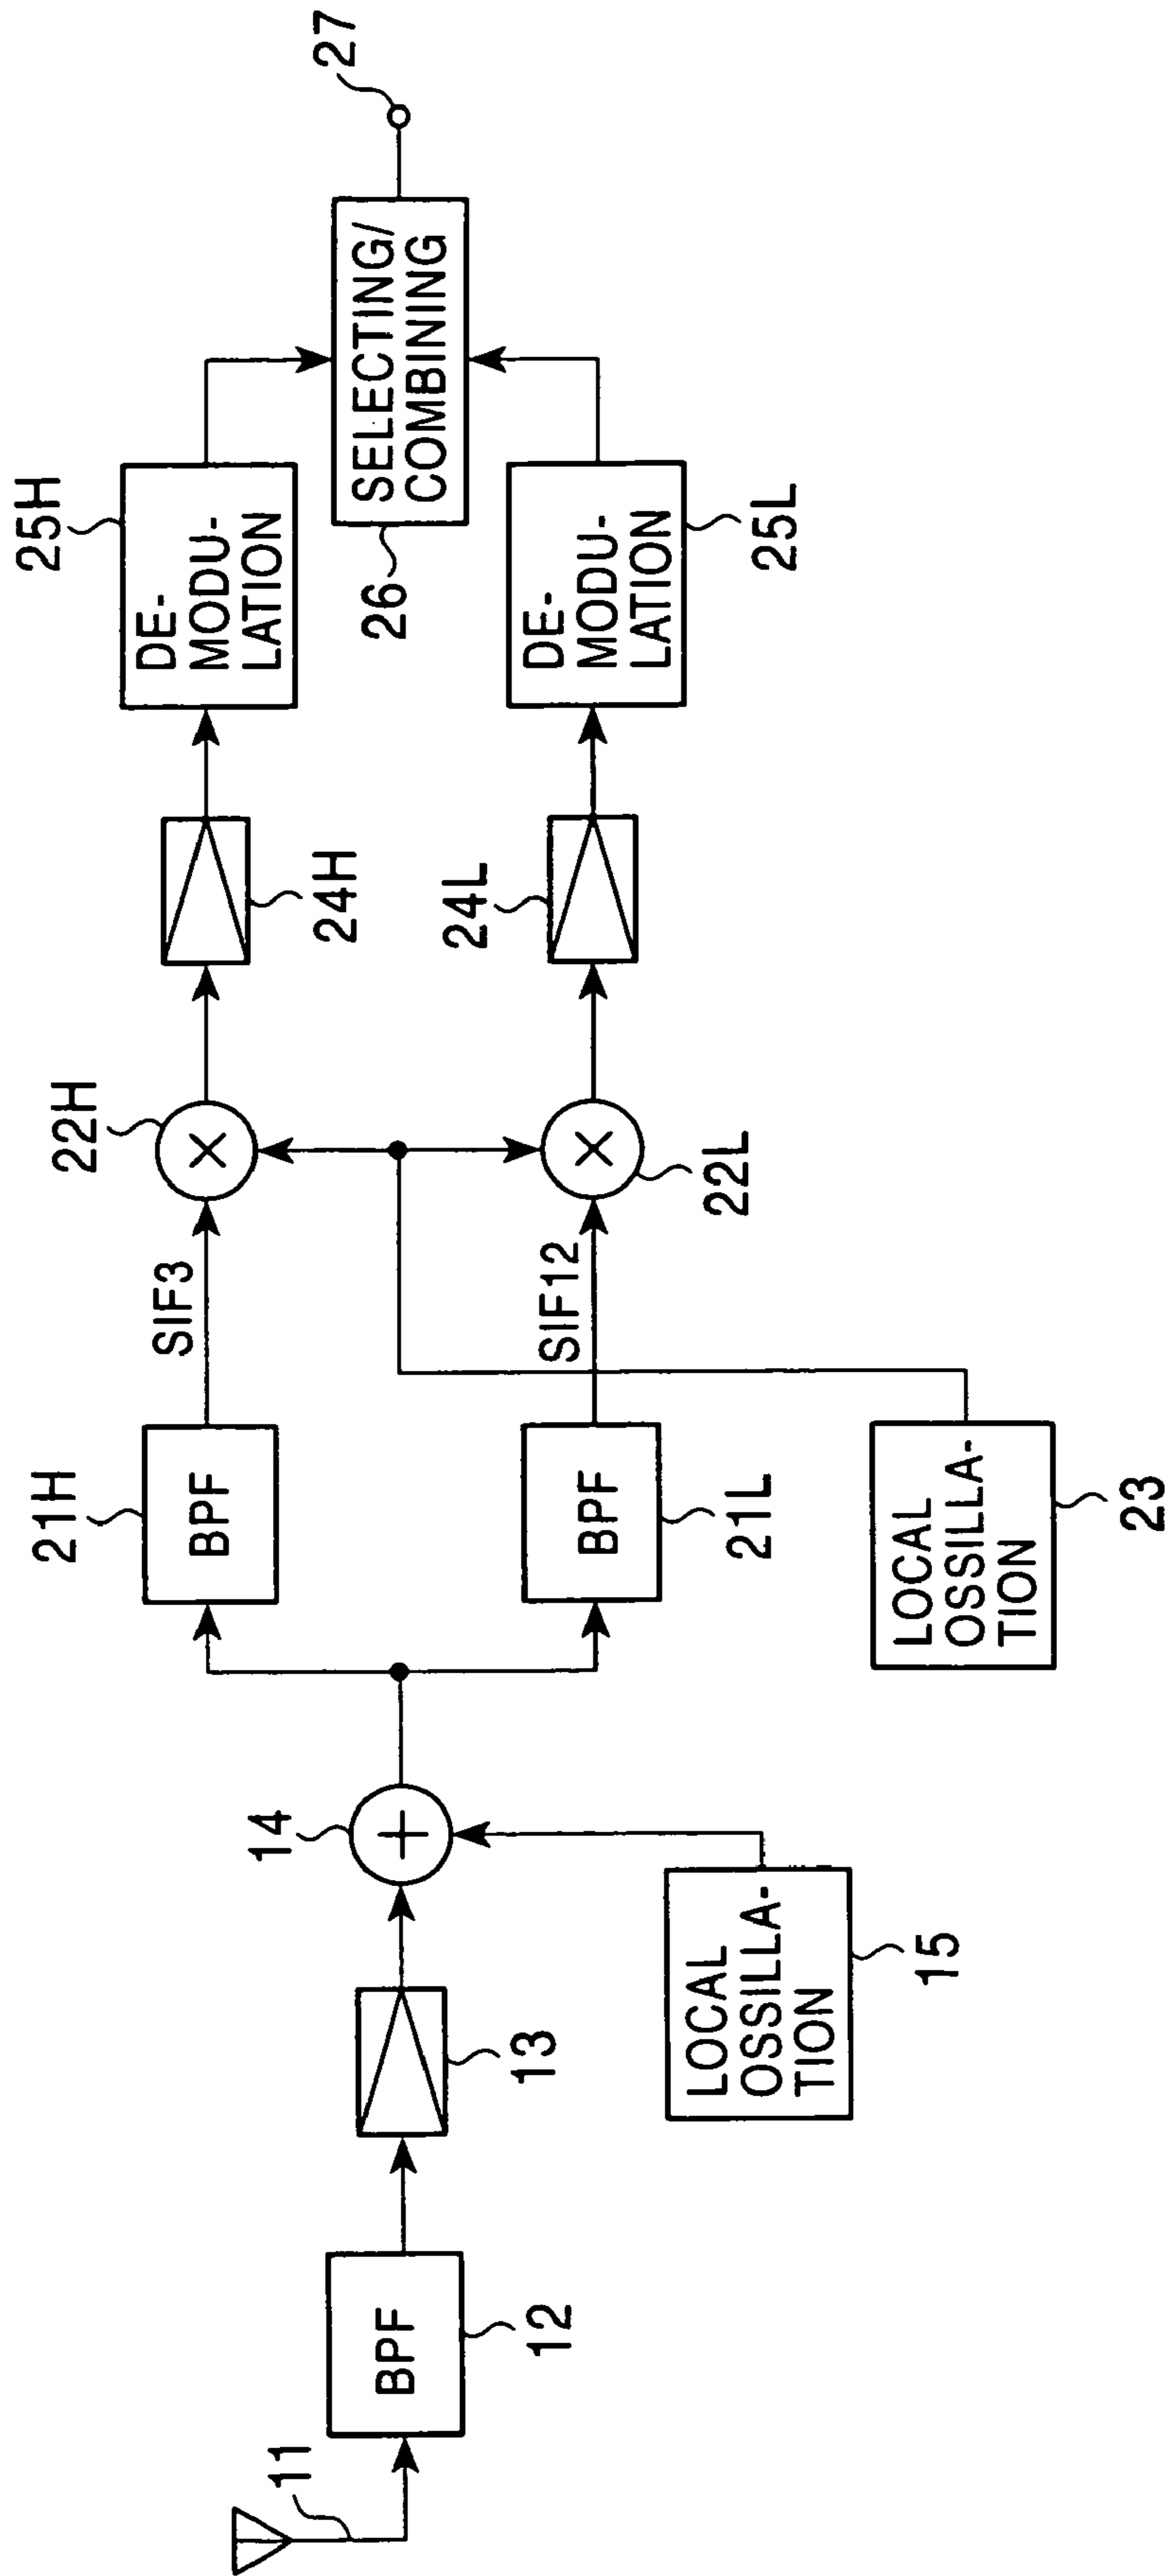 11
BPF
12
13
14
LOCAL
OSSILLA-
TION
15
21H
BPF
SIF3
22H
24H
25H
DE-
MODU-
LATION
BPF
21L
SIF12
22L
24L
DE-
MODU-
LATION
25L
LOCAL
OSSILLA-
TION
23
SELECTING/
COMBINING
26
27